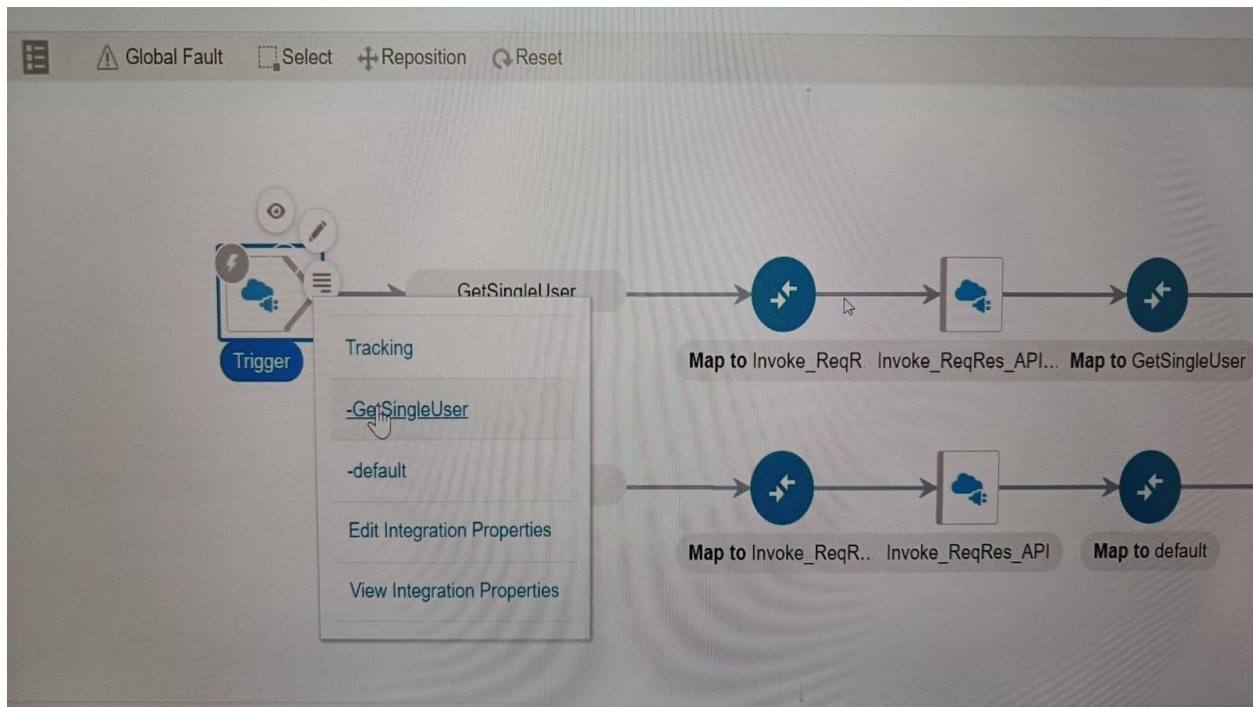 Global Fault Select Reposition Reset
GetSingleUser
Trigger
Map to Invoke_ReqR Invoke_ReqRes_API... Map to GetSingleUser
Tracking
-GetSingleUser
-default
Edit Integration Properties
View Integration Properties
Map to Invoke_ReqR.. Invoke_ReqRes_API Map to default